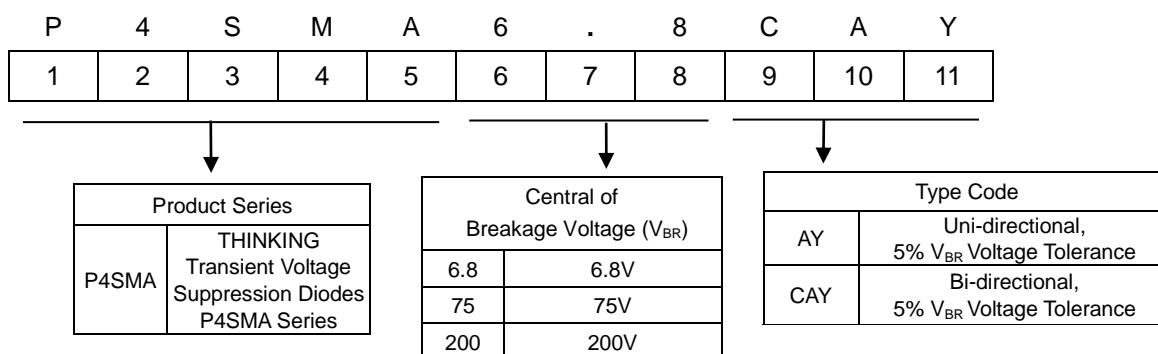 P 4 S M A 6 . 8 C A Y
1 2 3 4 5 6 7 8 9 10 11
Product Series
P4SMA
THINKING
Transient Voltage
Suppression Diodes
P4SMA Series
Central of
Breakage Voltage (VBR)
6.8 6.8V
75 75V
200 200V
Type Code
AY
Uni-directional,
5% VBR Voltage Tolerance
CAY
Bi-directional,
5% VBR Voltage Tolerance